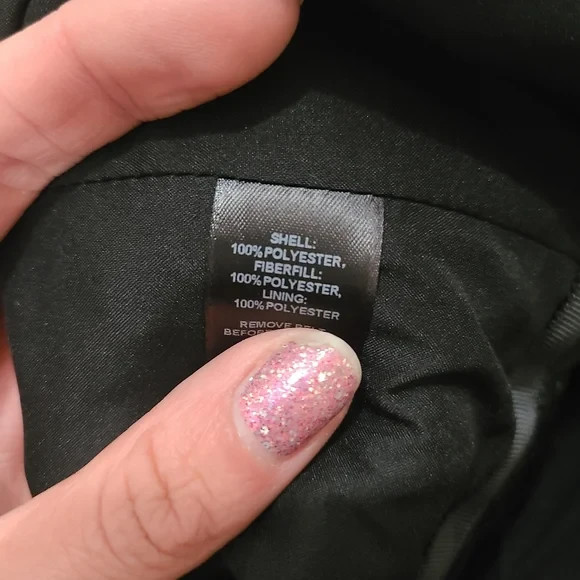 SHELL:
100% POLYESTER,
FIBERFILL:
100% POLYESTER,
LINING:
100% POLYESTER
REMOVE